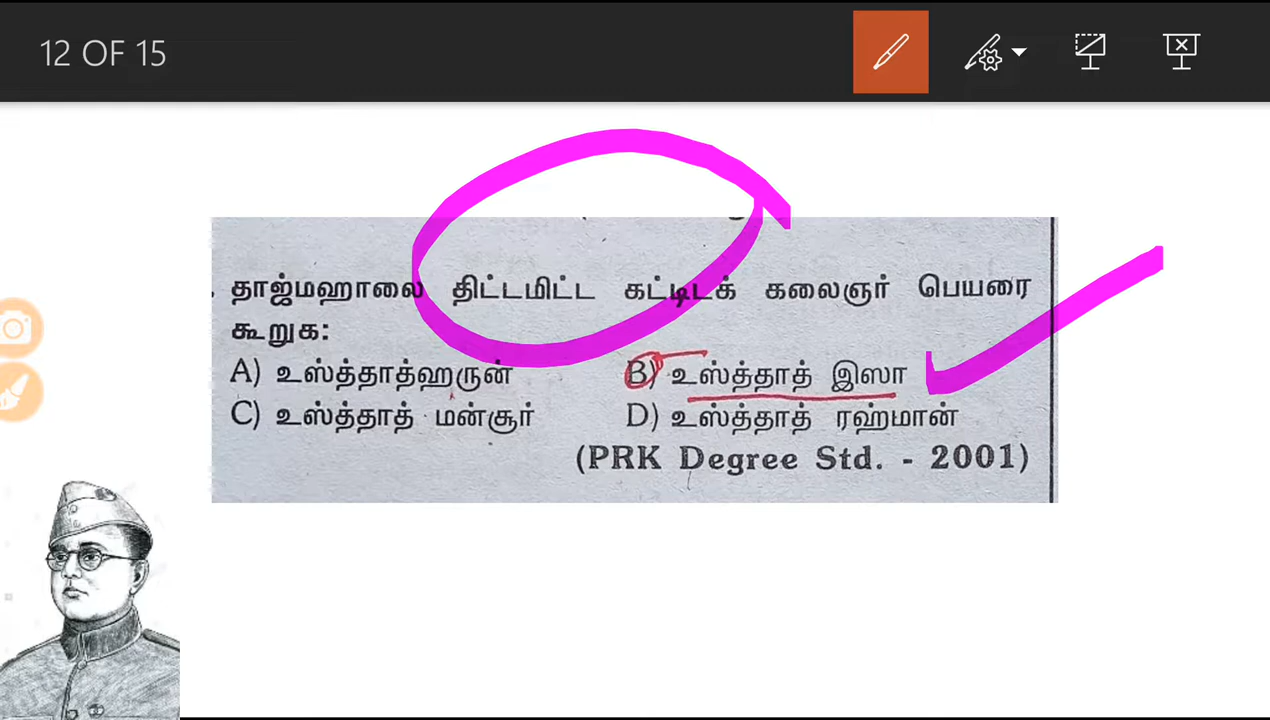 12 OF 15
தாஜ்மஹாலை திட்டமிட்ட கட்டிடக் கலைஞர் பெயரை
கூறுக:
A) உஸ்த்தாத்ஹருன் B) உஸ்த்தாத் இஸா
C) உஸ்த்தாத் மன்சூர் D) உஸ்த்தாத் ரஹ்மான்
(PRK Degree Std. - 2001)